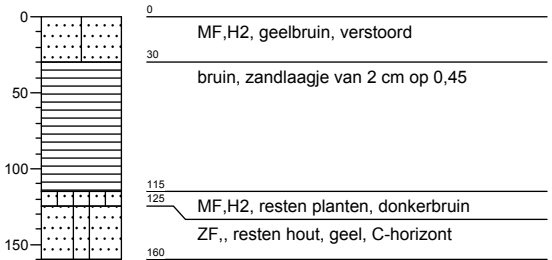 0
0
MF,H2, geelbruin, verstoord
30
bruin, zandlaagje van 2 cm op 0,45
50
100
115
125
MF,H2, resten planten, donkerbruin
ZF,, resten hout, geel, C-horizont
150
160